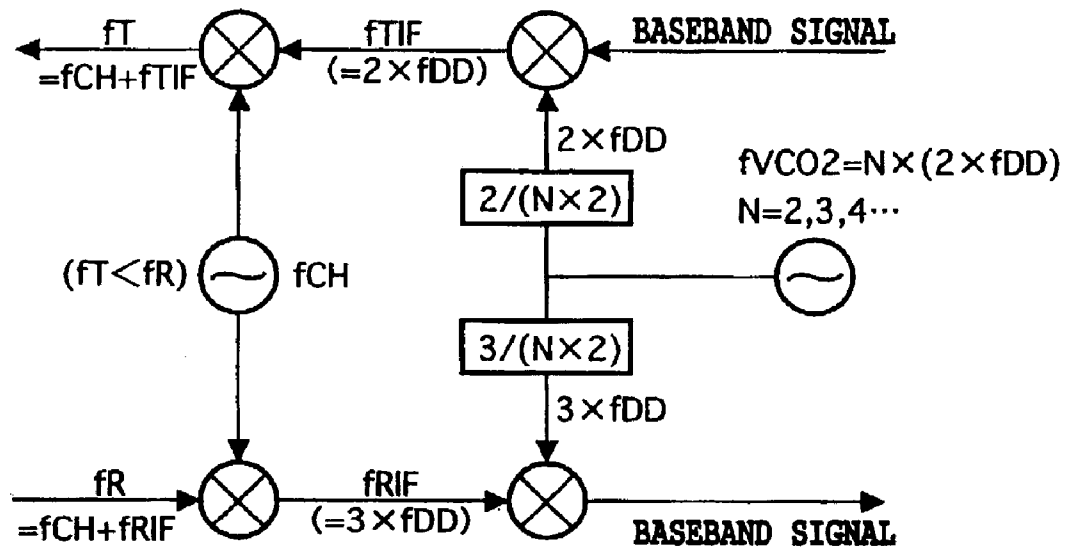 fT
=fCH+fTIF
fTIF
(=2×fDD)
BASEBAND SIGNAL
2×fDD
2/(N×2)
fVCO2=N×(2×fDD)
N=2,3,4…
(fT<fR)
fCH
3/(N×2)
3×fDD
fR
=fCH+fRIF
fRIF
(=3×fDD)
BASEBAND SIGNAL